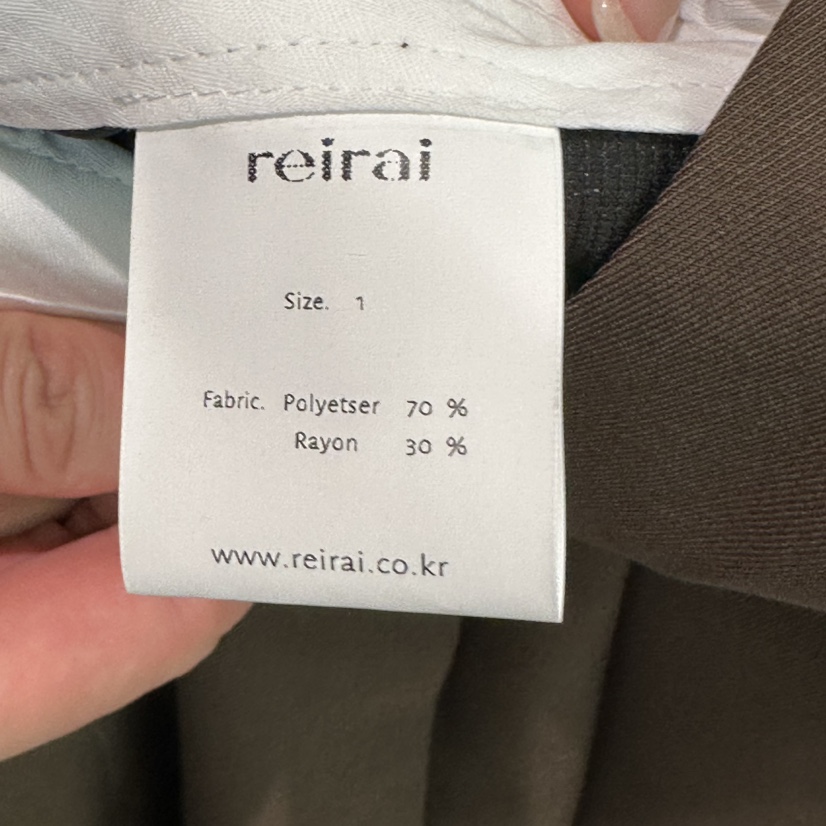 reirai
Size. 1
Fabric. Polyetser 70 %
Rayon 30 %
www.reirai.co.kr